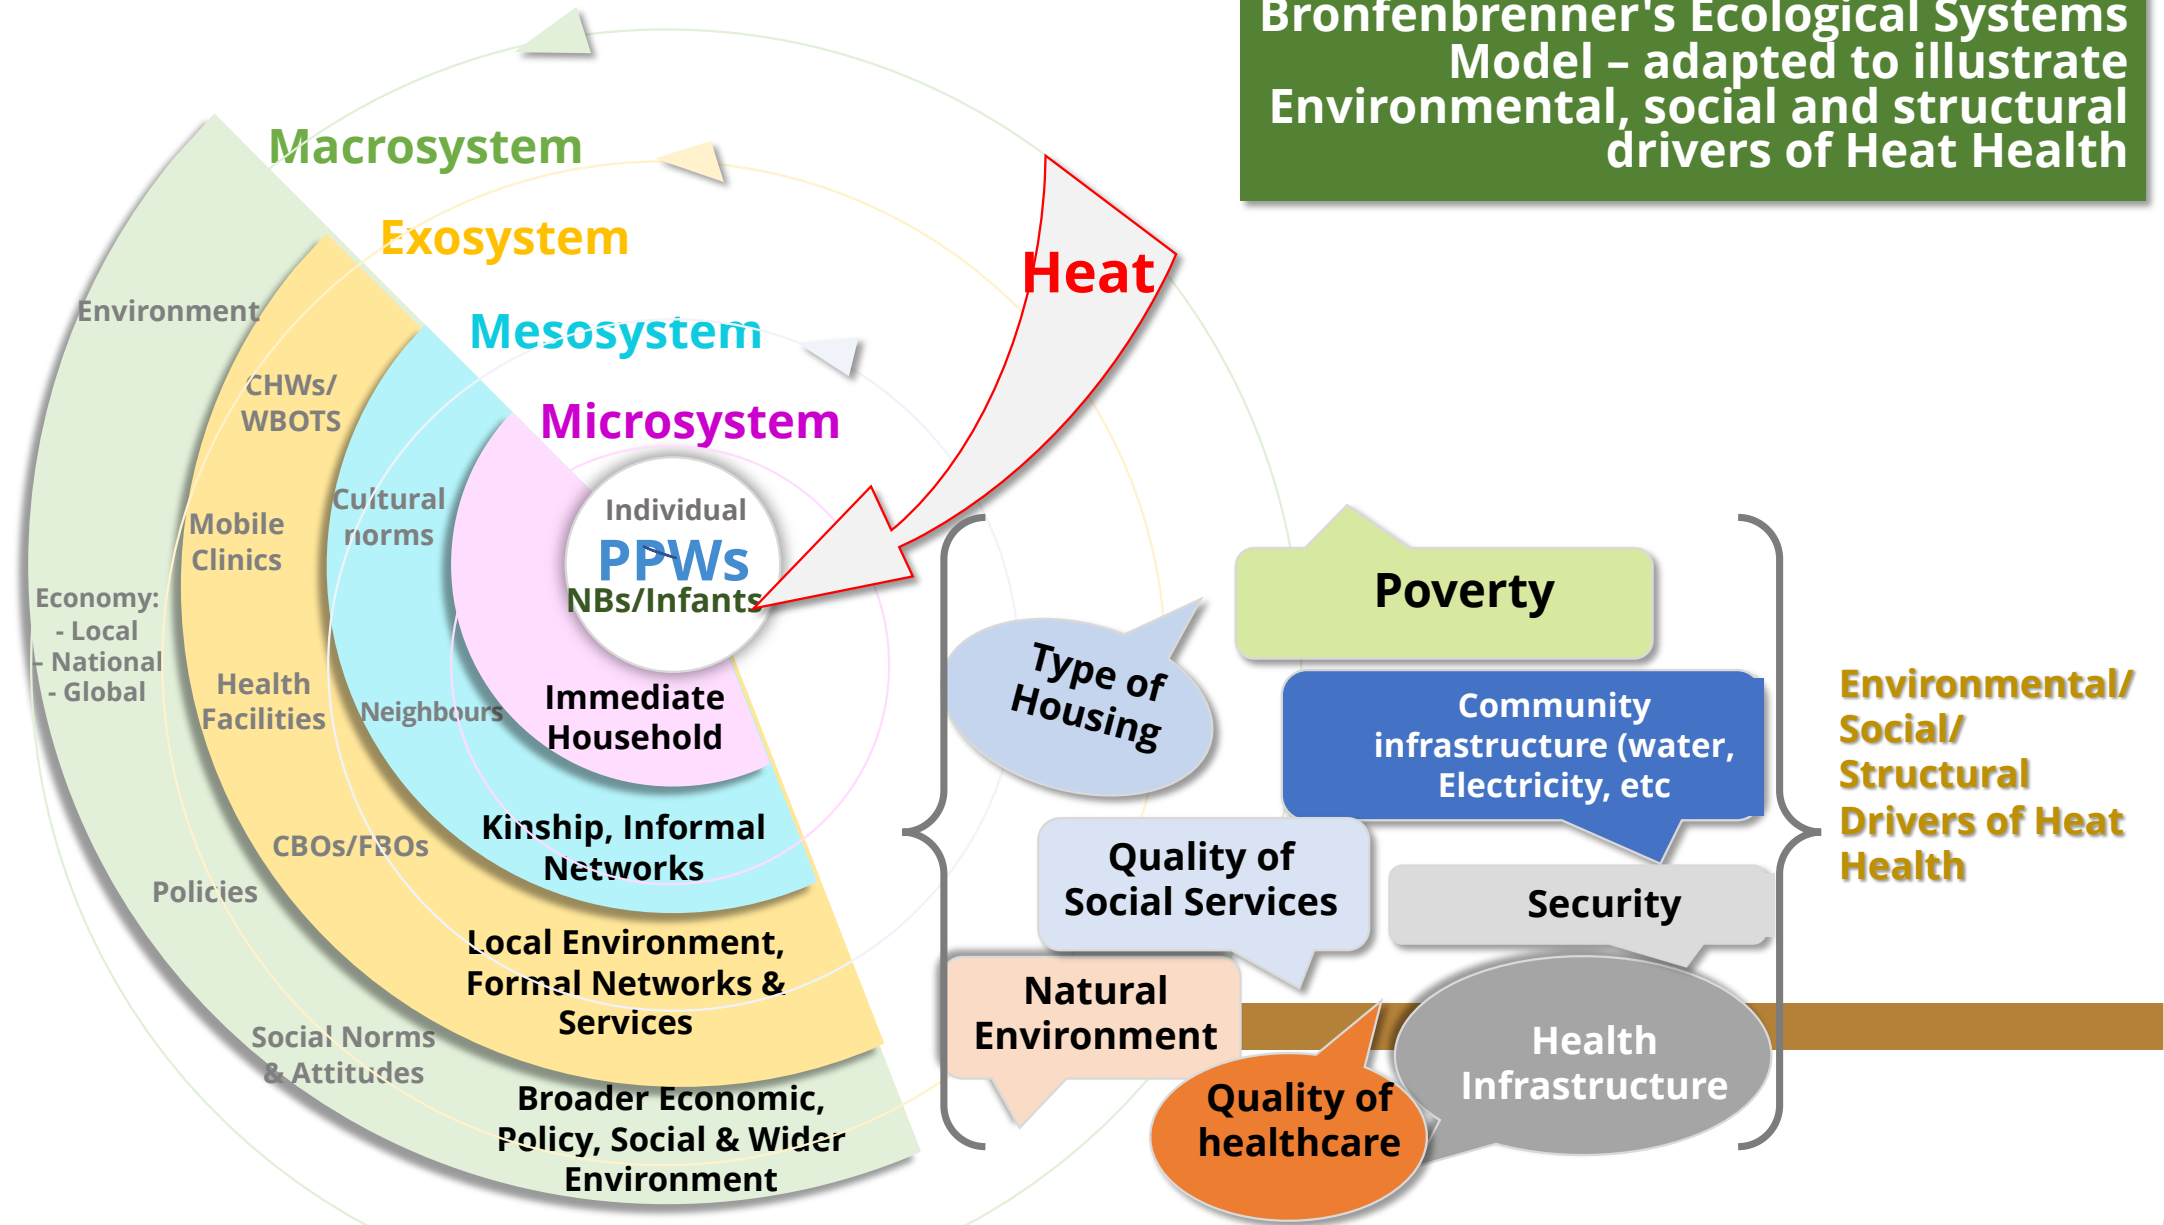 Bronfenbrenner's Ecological Systems
Model – adapted to illustrate
Environmental, social and structural
drivers of Heat Health
Macrosystem
Exosystem
Mesosystem
Microsystem
Heat
Environment
CHWs/
WBOTS
Mobile
Clinics
Cultural
norms
Individual
PPWs
NBs/Infants
Economy:
- Local
- National
- Global
Health
Facilities
Neighbours
Immediate
Household
CBOs/FBOs
Kinship, Informal
Networks
Policies
Local Environment,
Formal Networks &
Services
Social Norms
& Attitudes
Broader Economic,
Policy, Social & Wider
Environment
Poverty
Type of
Housing
Community
infrastructure (water,
Electricity, etc
Quality of
Social Services
Security
Natural
Environment
Health
Infrastructure
Quality of
healthcare
Environmental/
Social/
Structural
Drivers of Heat
Health